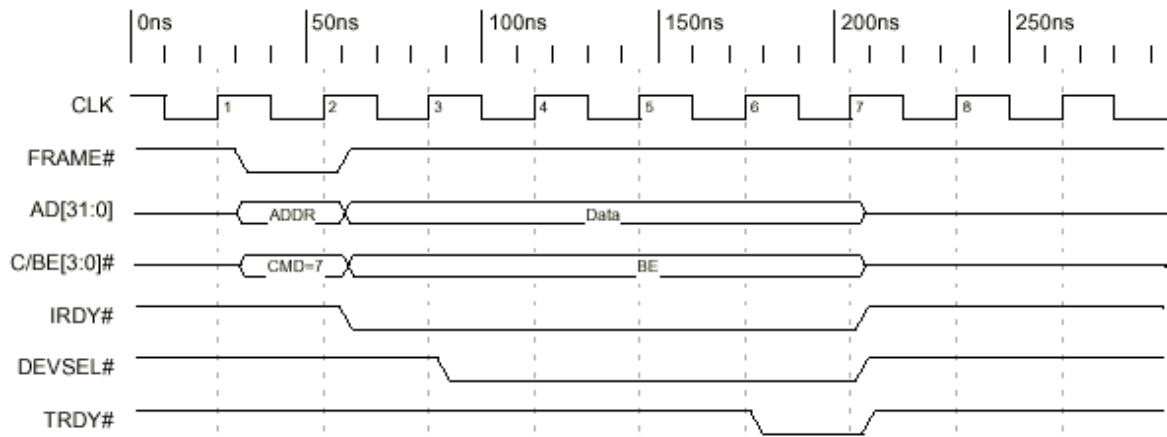 0ns 50ns 100ns 150ns 200ns 250ns
CLK 1 2 3 4 5 6 7 8
FRAME#
AD[31:0] ADDR Data
C/BE[3:0]# CMD=7 BE
IRDY#
DEVSEL#
TRDY#